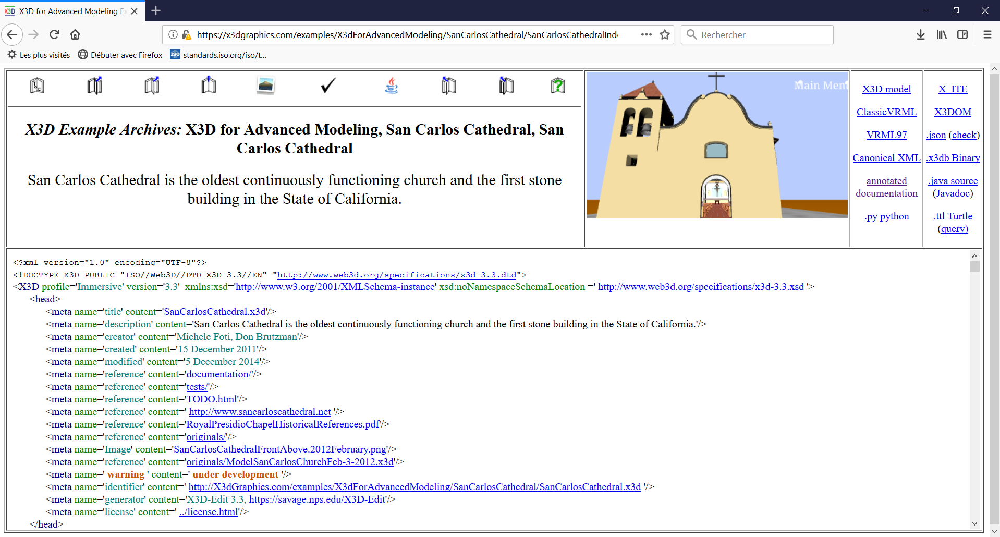 X3D for Advanced Modeling Ex
https://x3dgraphics.com/examples/X3dForAdvancedModeling/SanCarlosCathedral/SanCarlosCathedralInde
Rechercher
Les plus visités
Débuter avec Firefox
ISO standards.iso.org/iso/t...
X3D Example Archives: X3D for Advanced Modeling, San Carlos Cathedral, San
Carlos Cathedral
San Carlos Cathedral is the oldest continuously functioning church and the first stone
building in the State of California.
Main Men
X3D model
ClassicVRML
VRML97
Canonical XML
annotated
documentation
.py python
X_ITE
X3DOM
.json (check)
.x3db Binary
.java source
(Javadoc)
.ttl Turtle
(query)
<?xml version="1.0" encoding="UTF-8"?>
<!DOCTYPE X3D PUBLIC "ISO//Web3D//DTD X3D 3.3//EN" "http://www.web3d.org/specifications/x3d-3.3.dtd">
<X3D profile='Immersive' version='3.3'  xmlns:xsd='http://www.w3.org/2001/XMLSchema-instance' xsd:noNamespaceSchemaLocation =' http://www.web3d.org/specifications/x3d-3.3.xsd '>
<head>
<meta name='title' content='SanCarlosCathedral.x3d'/>
<meta name='description' content='San Carlos Cathedral is the oldest continuously functioning church and the first stone building in the State of California.'/>
<meta name='creator' content='Michele Foti, Don Brutzman'/>
<meta name='created' content='15 December 2011'/>
<meta name='modified' content='5 December 2014'/>
<meta name='reference' content='documentation/'/>
<meta name='reference' content='tests/'/>
<meta name='reference' content='TODO.html'/>
<meta name='reference' content=' http://www.sancarloscathedral.net '/>
<meta name='reference' content='RoyalPresidioChapelHistoricalReferences.pdf'/>
<meta name='reference' content='originals/'/>
<meta name='Image' content='SanCarlosCathedralFrontAbove.2012February.png'/>
<meta name='reference' content='originals/ModelSanCarlosChurchFeb-3-2012.x3d'/>
<meta name=' warning ' content=' under development '/>
<meta name='identifier' content=' http://X3dGraphics.com/examples/X3dForAdvancedModeling/SanCarlosCathedral/SanCarlosCathedral.x3d '/>
<meta name='generator' content='X3D-Edit 3.3, https://savage.nps.edu/X3D-Edit'/>
<meta name='license' content=' ../license.html'/>
</head>